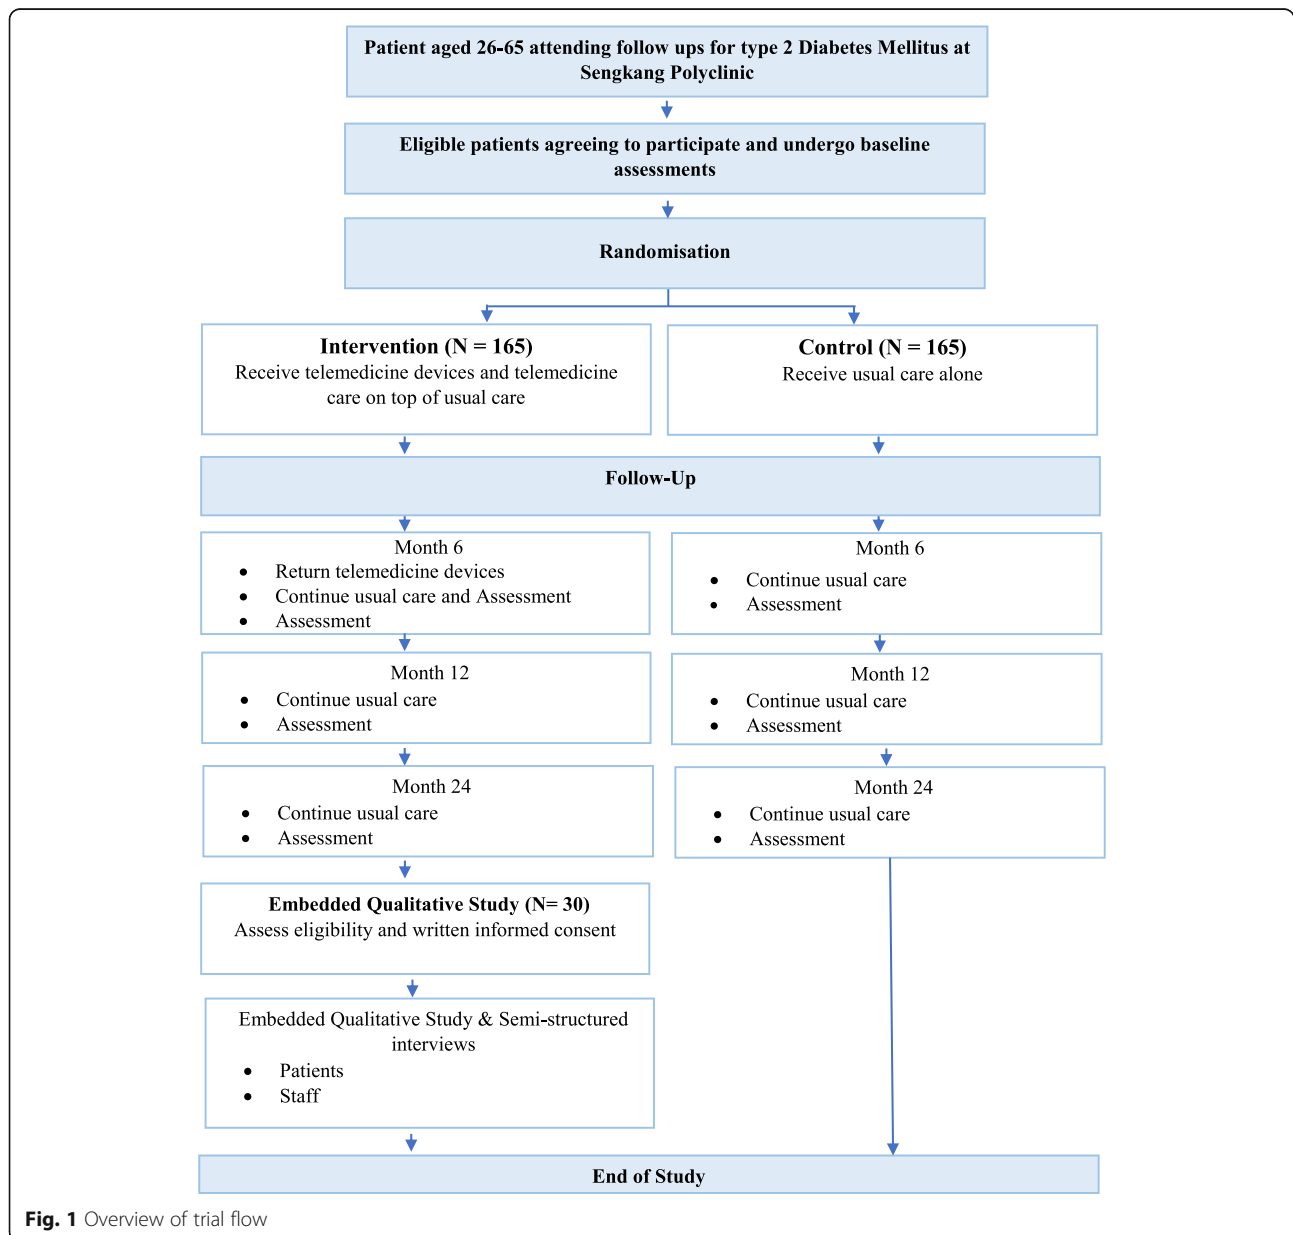 Patient aged 26-65 attending follow ups for type 2 Diabetes Mellitus at
Sengkang Polyclinic
Eligible patients agreeing to participate and undergo baseline
assessments
Randomisation
Intervention (N = 165)
Receive telemedicine devices and telemedicine
care on top of usual care
Control (N = 165)
Receive usual care alone
Follow-Up
Month 6
• Return telemedicine devices
• Continue usual care and Assessment
• Assessment
Month 6
• Continue usual care
• Assessment
Month 12
• Continue usual care
• Assessment
Month 12
• Continue usual care
• Assessment
Month 24
• Continue usual care
• Assessment
Month 24
• Continue usual care
• Assessment
Embedded Qualitative Study (N= 30)
Assess eligibility and written informed consent
Embedded Qualitative Study & Semi-structured
interviews
• Patients
• Staff
End of Study
Fig. 1 Overview of trial flow